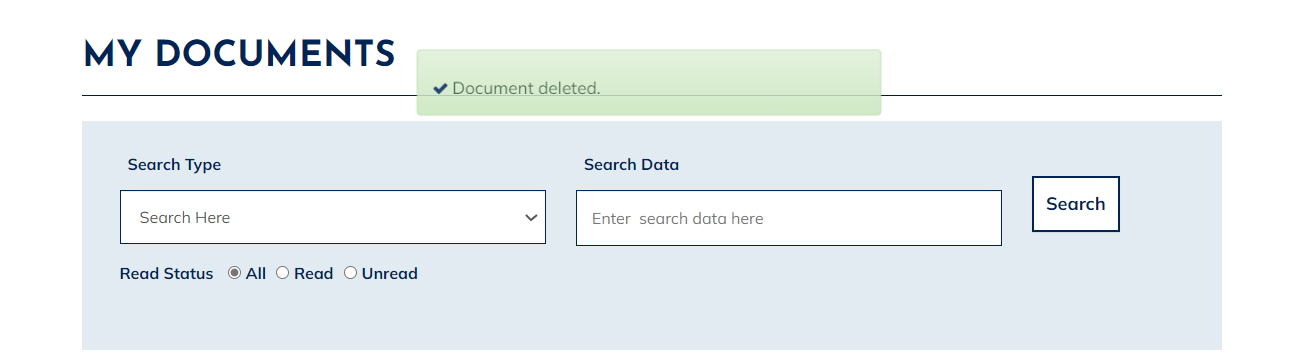 MY DOCUMENTS
Document deleted.
Search Type
Search Data
Search Here
Enter  search data here
Search
Read Status All Read Unread